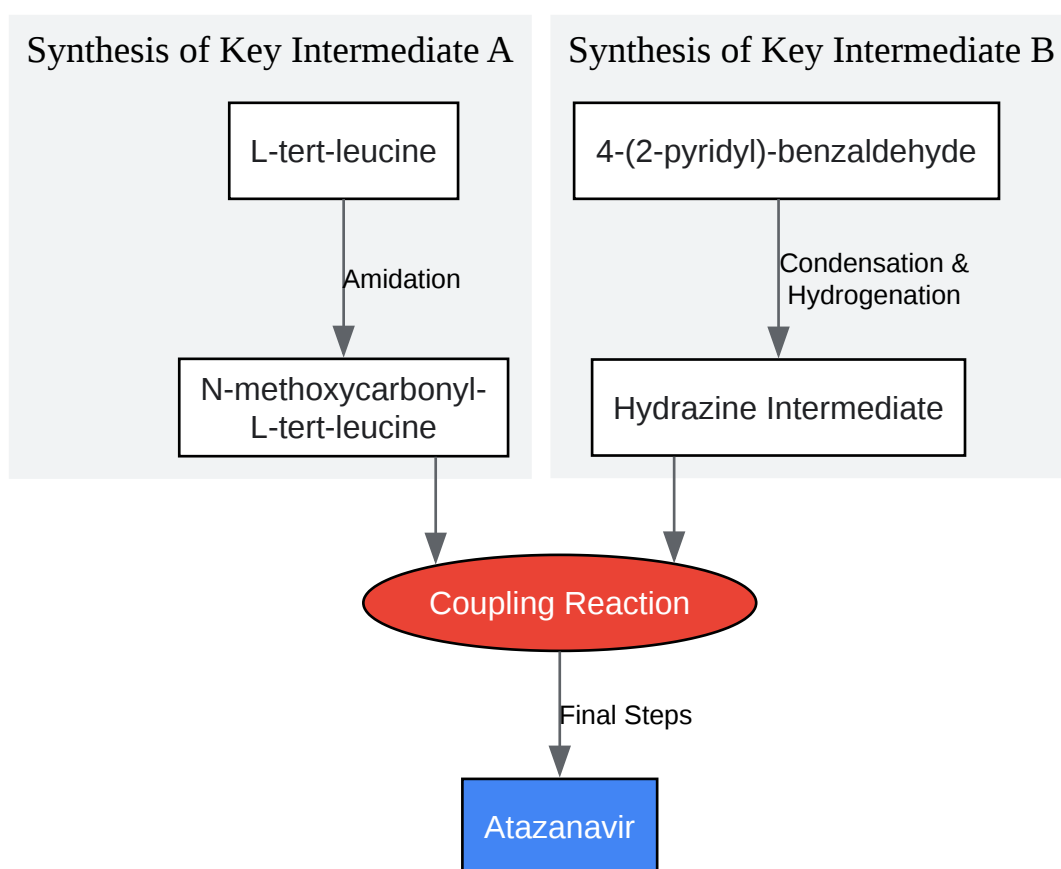 Synthesis of Key Intermediate A
L-tert-leucine
Amidation
N-methoxycarbonyl-
L-tert-leucine
Synthesis of Key Intermediate B
4-(2-pyridyl)-benzaldehyde
Condensation &
Hydrogenation
Hydrazine Intermediate
Coupling Reaction
Final Steps
Atazanavir